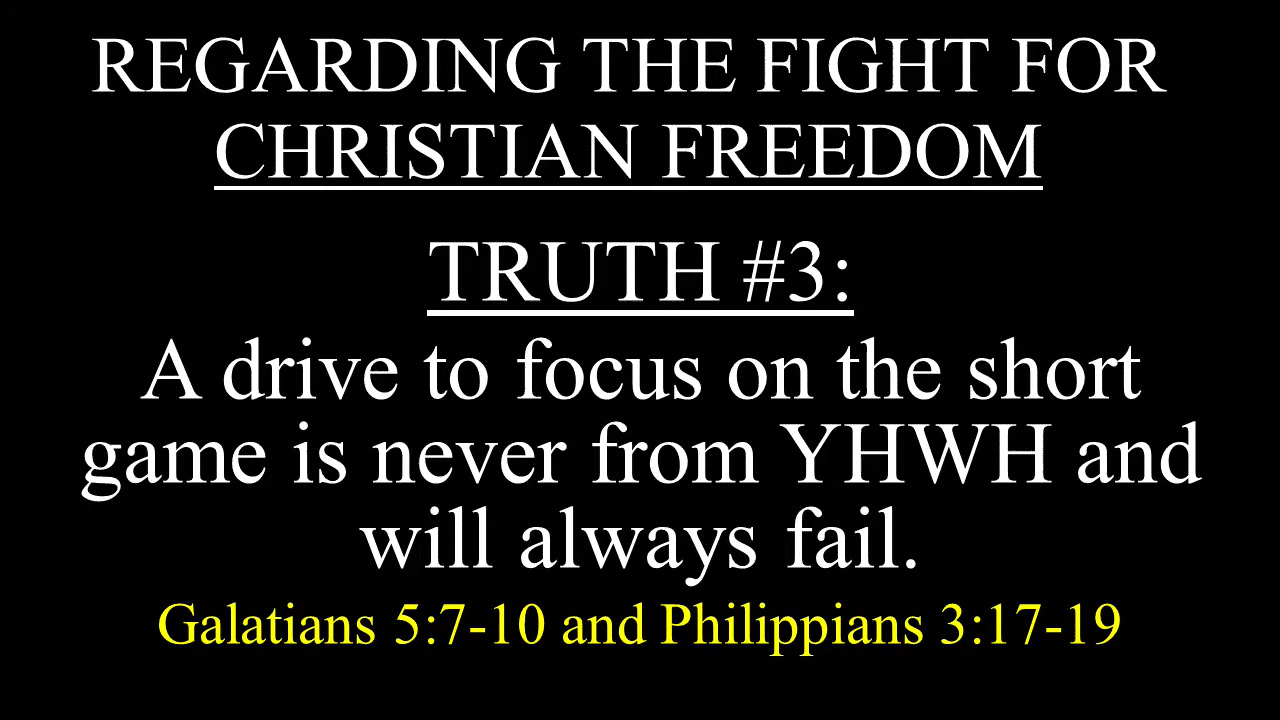 REGARDING THE FIGHT FOR
CHRISTIAN FREEDOM
TRUTH #3:
A drive to focus on the short
game is never from YHWH and
will always fail.
Galatians 5:7-10 and Philippians 3:17-19